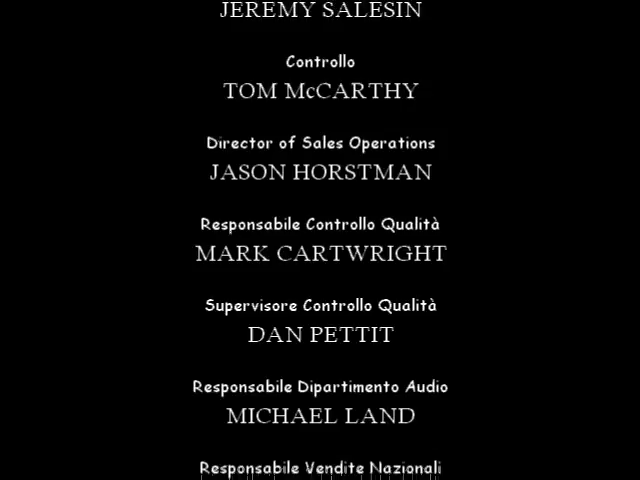 JEREMY SALESIN
Controllo
TOM McCARTHY
Director of Sales Operations
JASON HORSTMAN
Responsabile Controllo Qualità
MARK CARTWRIGHT
Supervisore Controllo Qualità
DAN PETTIT
Responsabile Dipartimento Audio
MICHAEL LAND
Responsabile Vendite Nazionali